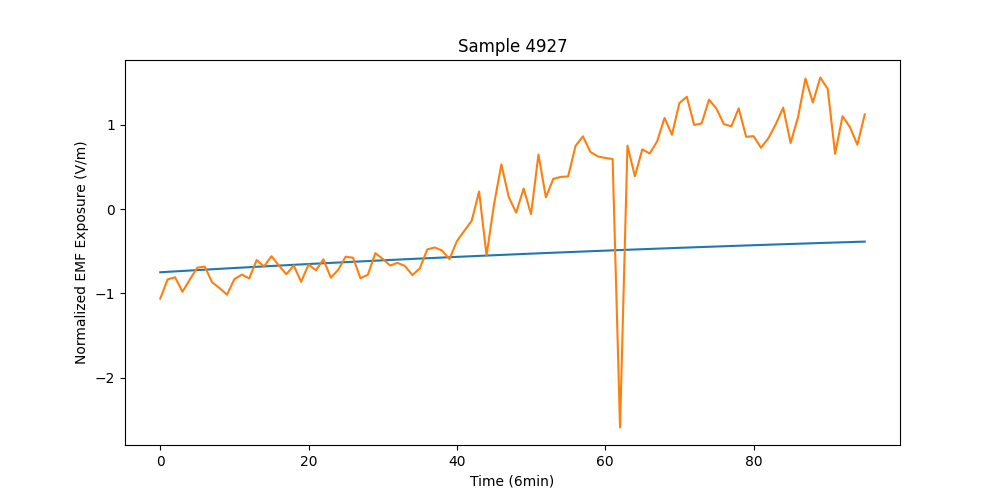 Sample 4927
Normalized EMF Exposure (V/m)
1
0
−1
−2
0 20 40 60 80
Time (6min)